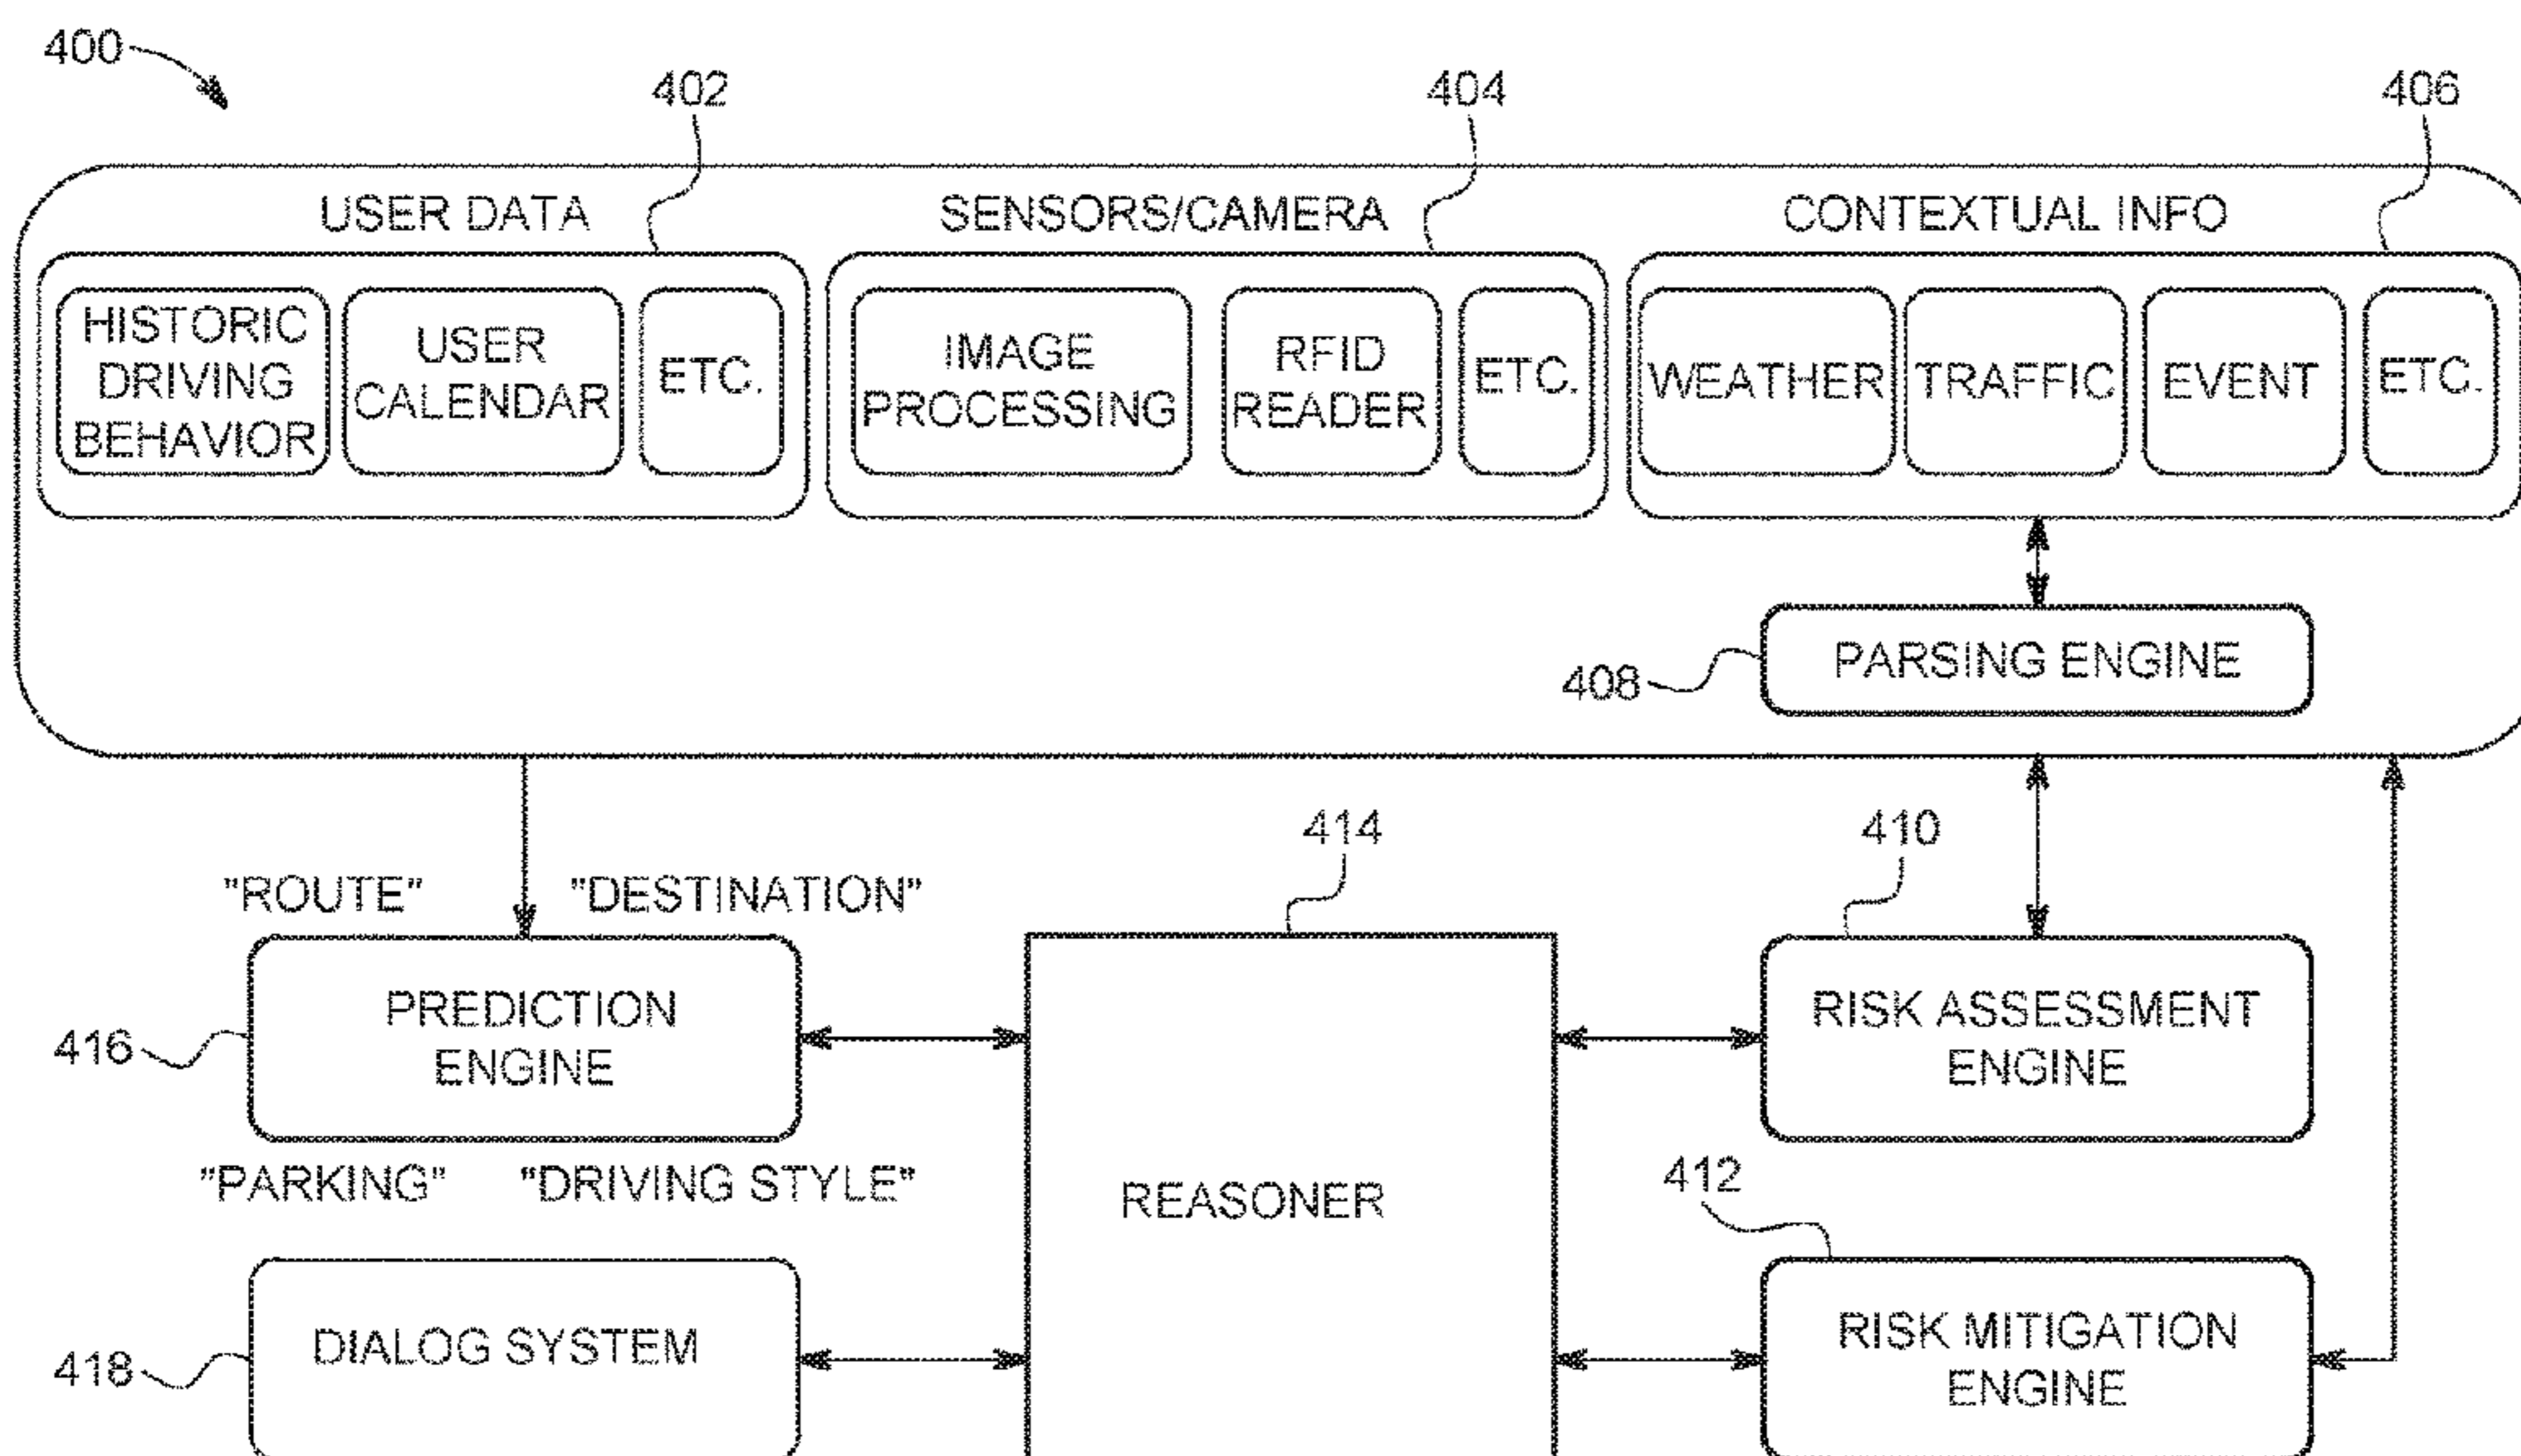 400
402
404
406
USER DATA
SENSORS/CAMERA
CONTEXTUAL INFO
HISTORIC
DRIVING
BEHAVIOR
USER
CALENDAR
ETC.
IMAGE
PROCESSING
RFID
READER
ETC.
WEATHER
TRAFFIC
EVENT
ETC.
PARSING ENGINE
408
414
410
"ROUTE"
"DESTINATION"
PREDICTION
ENGINE
416
"PARKING"
"DRIVING STYLE"
REASONER
RISK ASSESSMENT
ENGINE
412
DIALOG SYSTEM
418
RISK MITIGATION
ENGINE